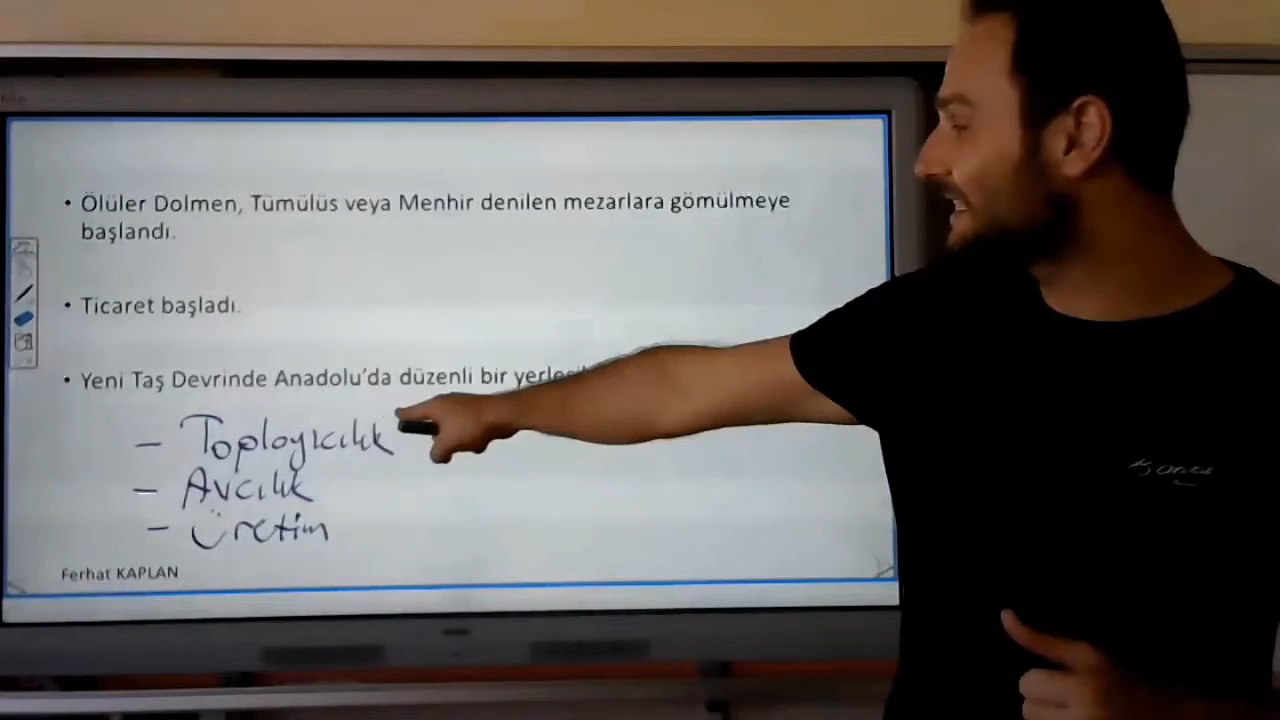 • Ölüler Dolmen, Tümülüs veya Menhir denilen mezarlara gömülmeye
başlandı.
• Ticaret başladı.
• Yeni Taş Devrinde Anadolu'da düzenli bir
– Toplayıcılık
– Avcılık
– Üretim
Ferhat KAPLAN